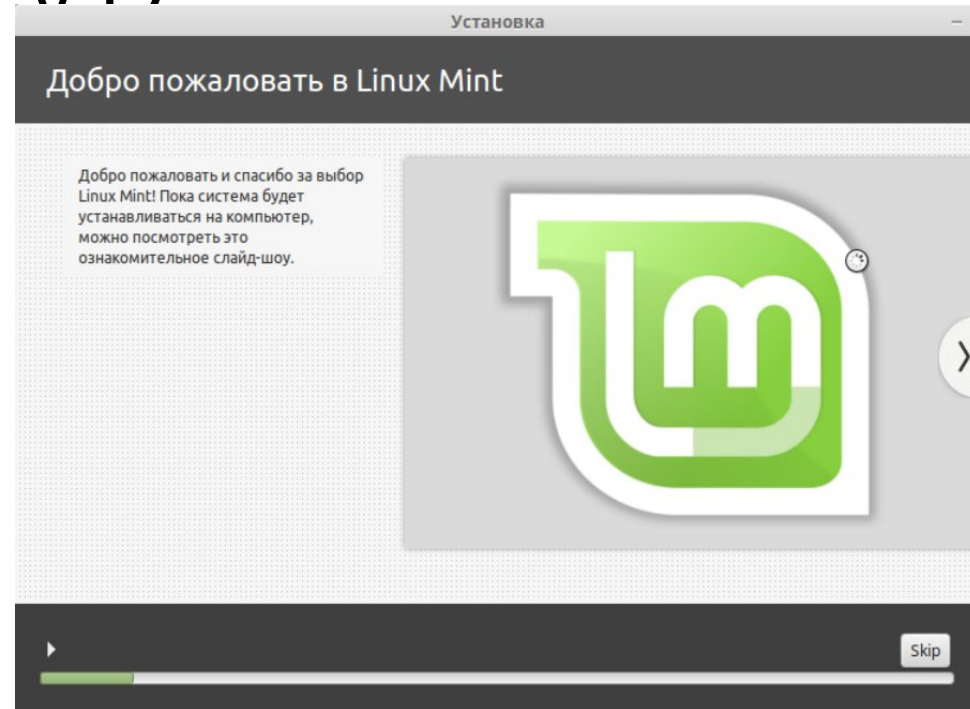 Установка
Добро пожаловать в Linux Mint
Добро пожаловать и спасибо за выбор
Linux Mint! Пока система будет
устанавливаться на компьютер,
можно посмотреть это
ознакомительное слайд-шоу.
Skip